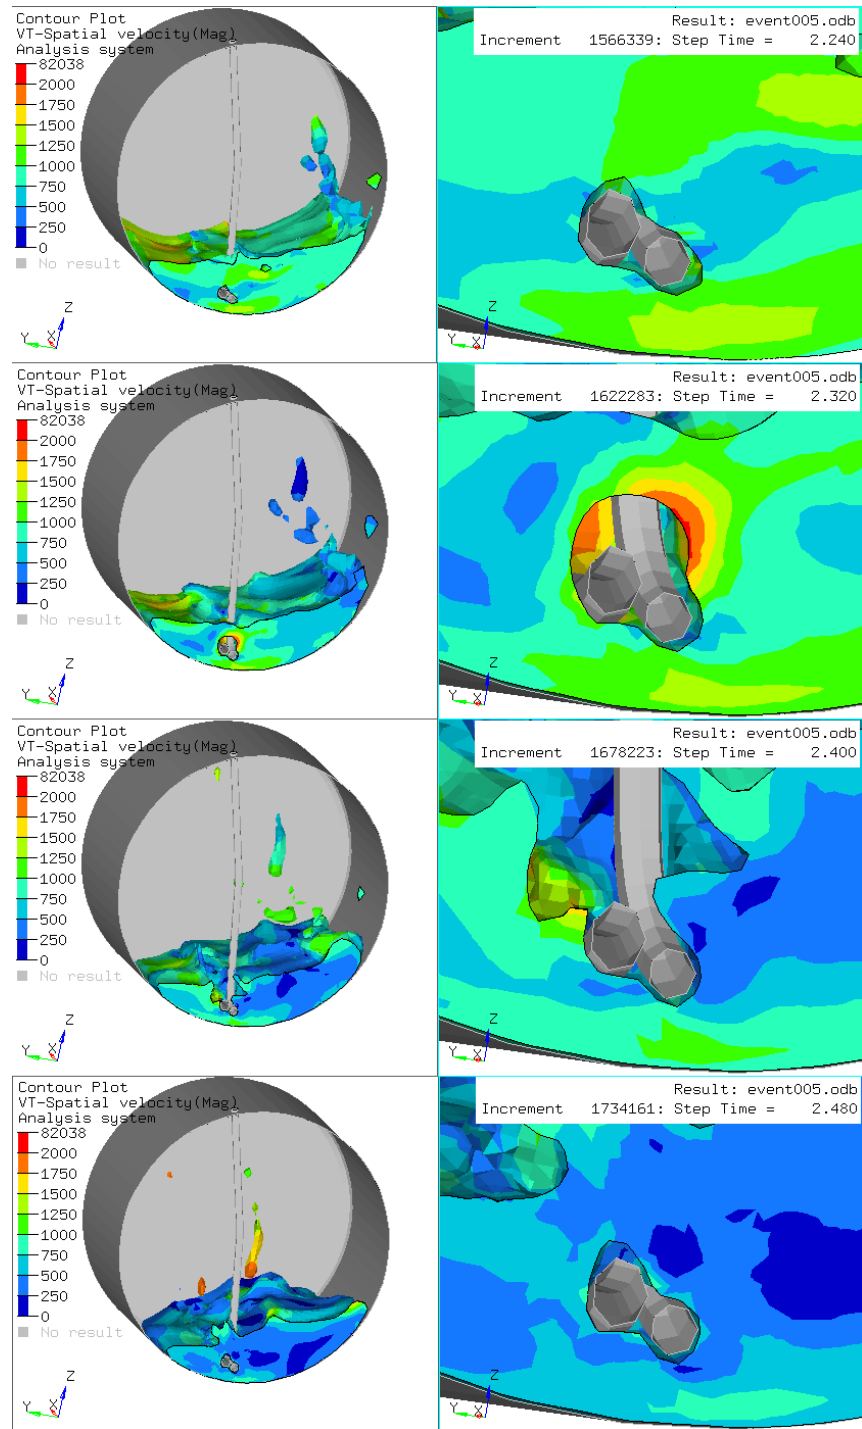 Contour Plot
VT-Spatial velocity(Mag)
Analysis system
82038
2000
1750
1500
1250
1000
750
500
250
0
No result
Z
Y
X
Result: event005.odb
Increment 1566339: Step Time = 2.240
Z
Y
X
Contour Plot
VT-Spatial velocity(Mag)
Analysis system
82038
2000
1750
1500
1250
1000
750
500
250
0
No result
Z
Y
X
Result: event005.odb
Increment 1622283: Step Time = 2.320
Z
Y
X
Contour Plot
VT-Spatial velocity(Mag)
Analysis system
82038
2000
1750
1500
1250
1000
750
500
250
0
No result
Z
Y
X
Result: event005.odb
Increment 1678223: Step Time = 2.400
Z
Y
X
Contour Plot
VT-Spatial velocity(Mag)
Analysis system
82038
2000
1750
1500
1250
1000
750
500
250
0
No result
Z
Y
X
Result: event005.odb
Increment 1734161: Step Time = 2.480
Z
Y
X